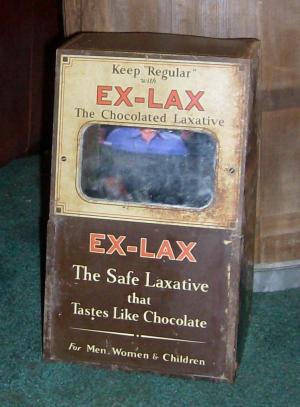 Keep "Regular"
with
EX-LAX
The Chocolated Laxative
EX-LAX
The Safe Laxative
that
Tastes Like Chocolate
For Men, Women & Children